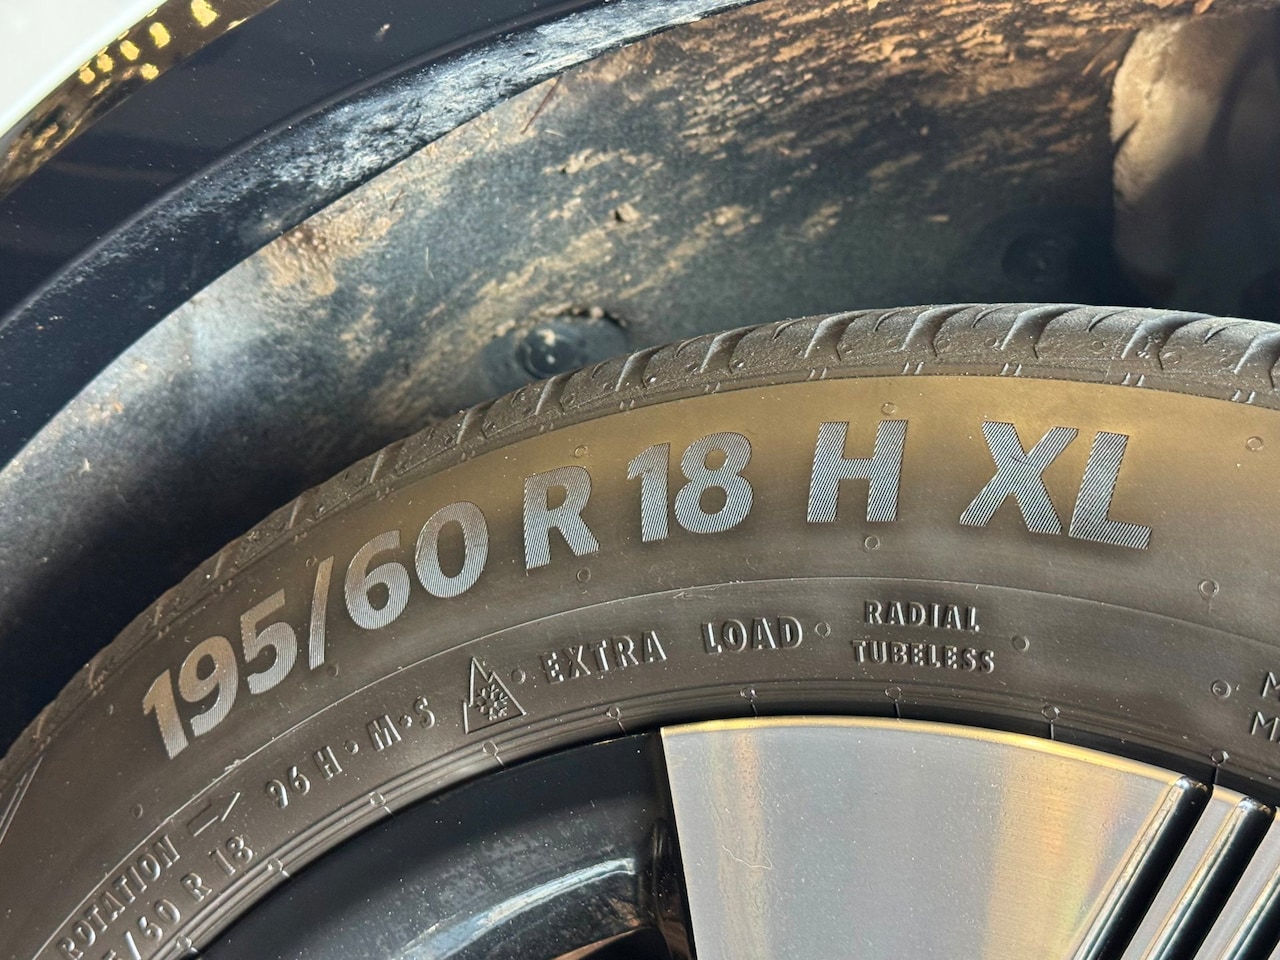 195/60 R 18 H XL
ROTATION → 96 H • M•S EXTRA LOAD RADIAL
TUBELESS
/60 R 18